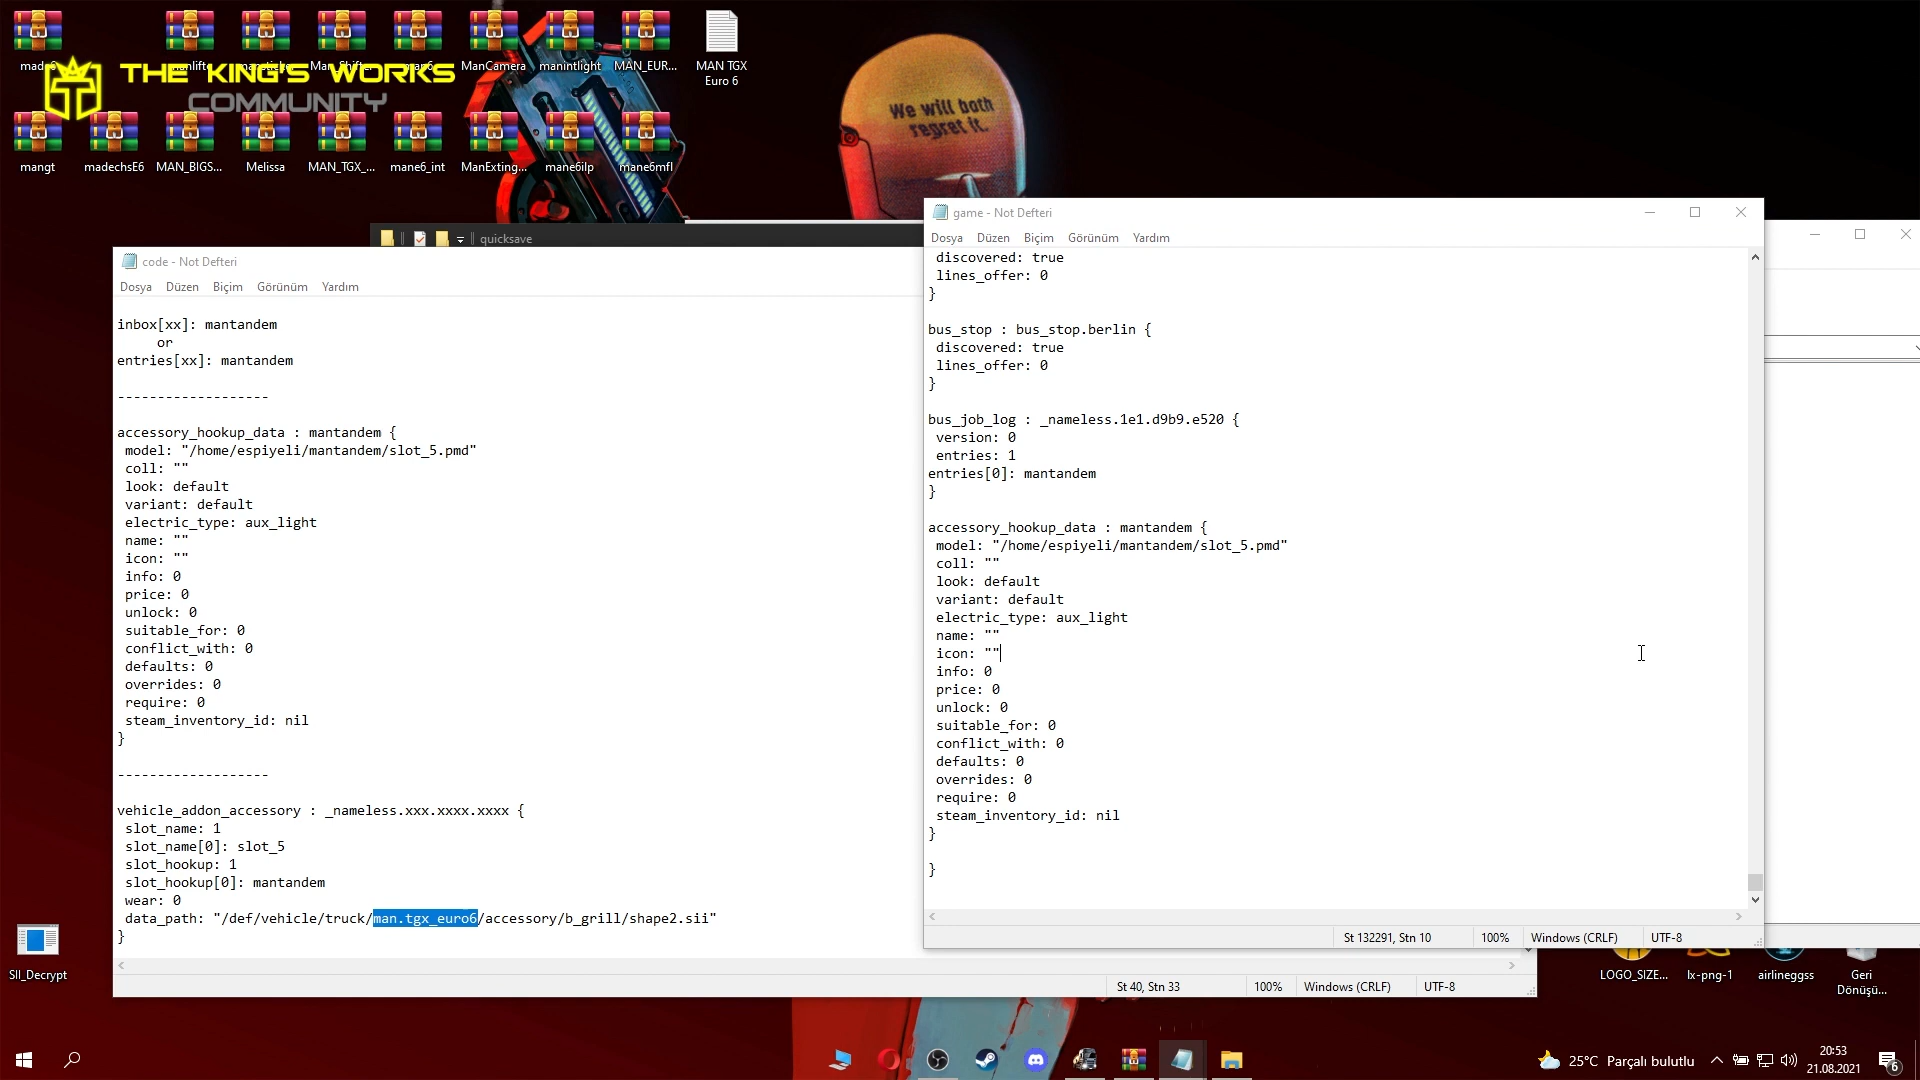 ManCamera
manintlight
MAN_EUR...
MAN TGX
Euro 6
THE KING'S WORKS
COMMUNITY
We will both
regret it.
mangt
madechsE6
MAN_BIGS...
Melissa
MAN_TGX_...
mane6_int
ManExting...
mane6ilp
mane6mfl
quicksave
code - Not Defteri
Dosya Düzen Biçim Görünüm Yardım
inbox[xx]: mantandem
or
entries[xx]: mantandem
-------------------
accessory_hookup_data : mantandem {
model: "/home/espiyeli/mantandem/slot_5.pmd"
coll: ""
look: default
variant: default
electric_type: aux_light
name: ""
icon: ""
info: 0
price: 0
unlock: 0
suitable_for: 0
conflict_with: 0
defaults: 0
overrides: 0
require: 0
steam_inventory_id: nil
}
-------------------
vehicle_addon_accessory : _nameless.xxx.xxxx.xxxx {
slot_name: 1
slot_name[0]: slot_5
slot_hookup: 1
slot_hookup[0]: mantandem
wear: 0
data_path: "/def/vehicle/truck/man.tgx_euro6/accessory/b_grill/shape2.sii"
}
St 40, Stn 33
100%
Windows (CRLF)
UTF-8
game - Not Defteri
Dosya Düzen Biçim Görünüm Yardım
discovered: true
lines_offer: 0
}
bus_stop : bus_stop.berlin {
discovered: true
lines_offer: 0
}
bus_job_log : _nameless.1e1.d9b9.e520 {
version: 0
entries: 1
entries[0]: mantandem
}
accessory_hookup_data : mantandem {
model: "/home/espiyeli/mantandem/slot_5.pmd"
coll: ""
look: default
variant: default
electric_type: aux_light
name: ""
icon: ""
info: 0
price: 0
unlock: 0
suitable_for: 0
conflict_with: 0
defaults: 0
overrides: 0
require: 0
steam_inventory_id: nil
}
}
St 132291, Stn 10
100%
Windows (CRLF)
UTF-8
SII_Decrypt
LOGO_SIZE...
lx-png-1
airlineggss
Geri
Dönüşü...
25°C Parçalı bulutlu
20:53
21.08.2021
6